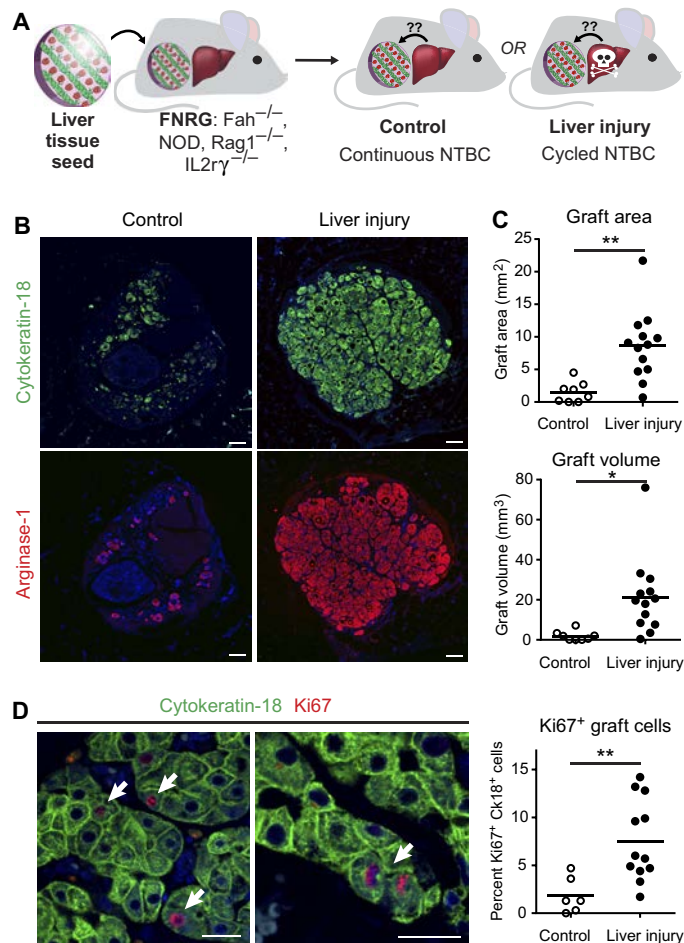 A
??
OR
??
Liver
tissue
seed
FNRG: Fah−/−,
NOD, Rag1−/−,
IL2rγ−/−
Control
Continuous NTBC
Liver injury
Cycled NTBC
B
Control
Liver injury
Cytokeratin-18
Arginase-1
C
Graft area
**
Graft area (mm2)
25
20
15
10
5
0
Control
Liver injury
Graft volume
*
Graft volume (mm3)
80
60
40
20
0
Control
Liver injury
D
Cytokeratin-18 Ki67
Ki67+ graft cells
**
Percent Ki67+ Ck18+ cells
15
10
5
0
Control
Liver injury